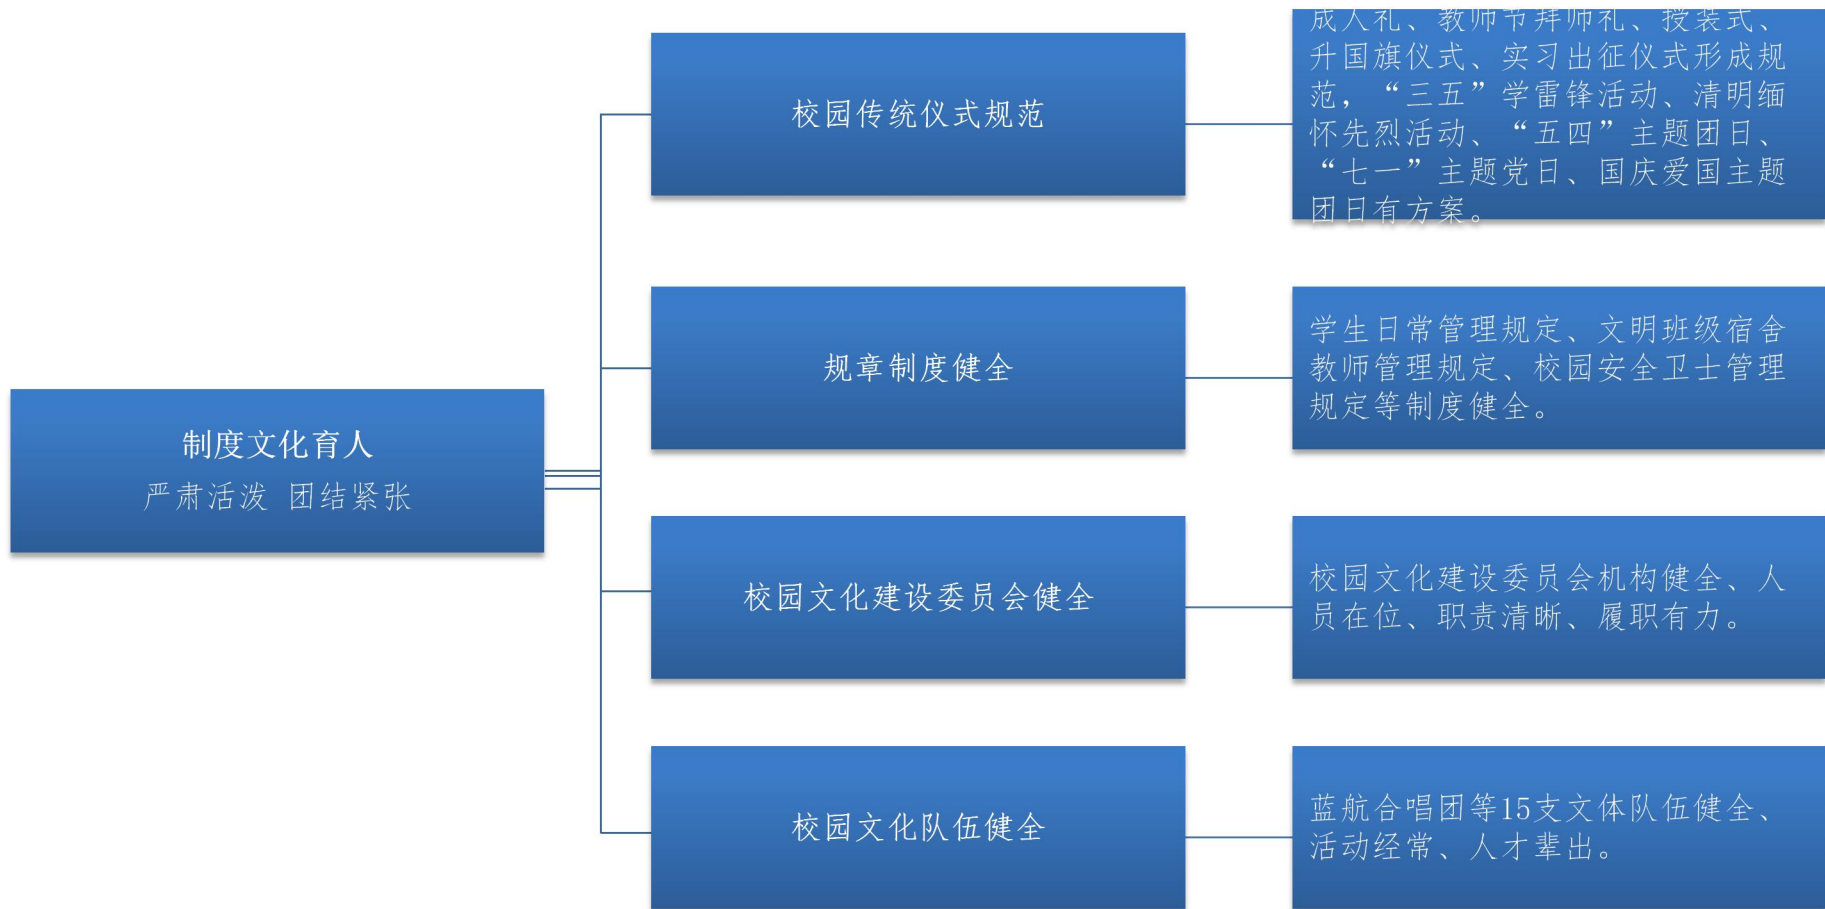 制度文化育人
严肃活泼 团结紧张
校园传统仪式规范
成人礼、教师节拜师礼、授装式、
升国旗仪式、实习出征仪式形成规
范，“三五”学雷锋活动、清明缅
怀先烈活动、“五四”主题团日、
“七一”主题党日、国庆爱国主题
团日有方案。
规章制度健全
学生日常管理规定、文明班级宿舍
教师管理规定、校园安全卫士管理
规定等制度健全。
校园文化建设委员会健全
校园文化建设委员会机构健全、人
员在位、职责清晰、履职有力。
校园文化队伍健全
蓝航合唱团等15支文体队伍健全、
活动经常、人才辈出。